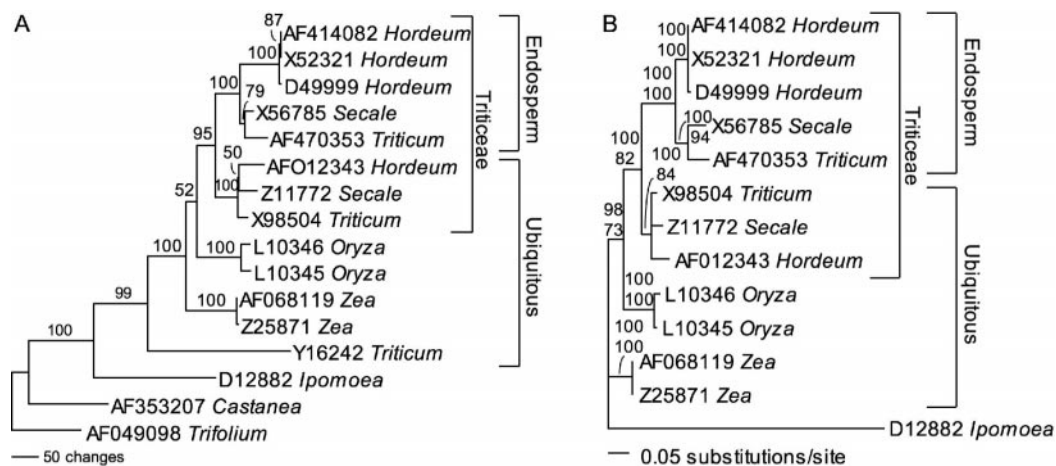 A
87
AF414082 Hordeum
100
X52321 Hordeum
100
D49999 Hordeum
79
X56785 Secale
95
AF470353 Triticum
50
AFO12343 Hordeum
52
100
Z11772 Secale
X98504 Triticum
100
100
L10346 Oryza
L10345 Oryza
99
100
AF068119 Zea
Z25871 Zea
100
Y16242 Triticum
D12882 Ipomoea
AF353207 Castanea
AF049098 Trifolium
50 changes
Triticeae
Endosperm
Ubiquitous
B
100
100
AF414082 Hordeum
X52321 Hordeum
100
100
D49999 Hordeum
100
X56785 Secale
94
100
82
100
AF470353 Triticum
84
X98504 Triticum
98
73
Z11772 Secale
AF012343 Hordeum
100
100
L10346 Oryza
L10345 Oryza
100
100
AF068119 Zea
Z25871 Zea
D12882 Ipomoea
0.05 substitutions/site
Triticeae
Endosperm
Ubiquitous